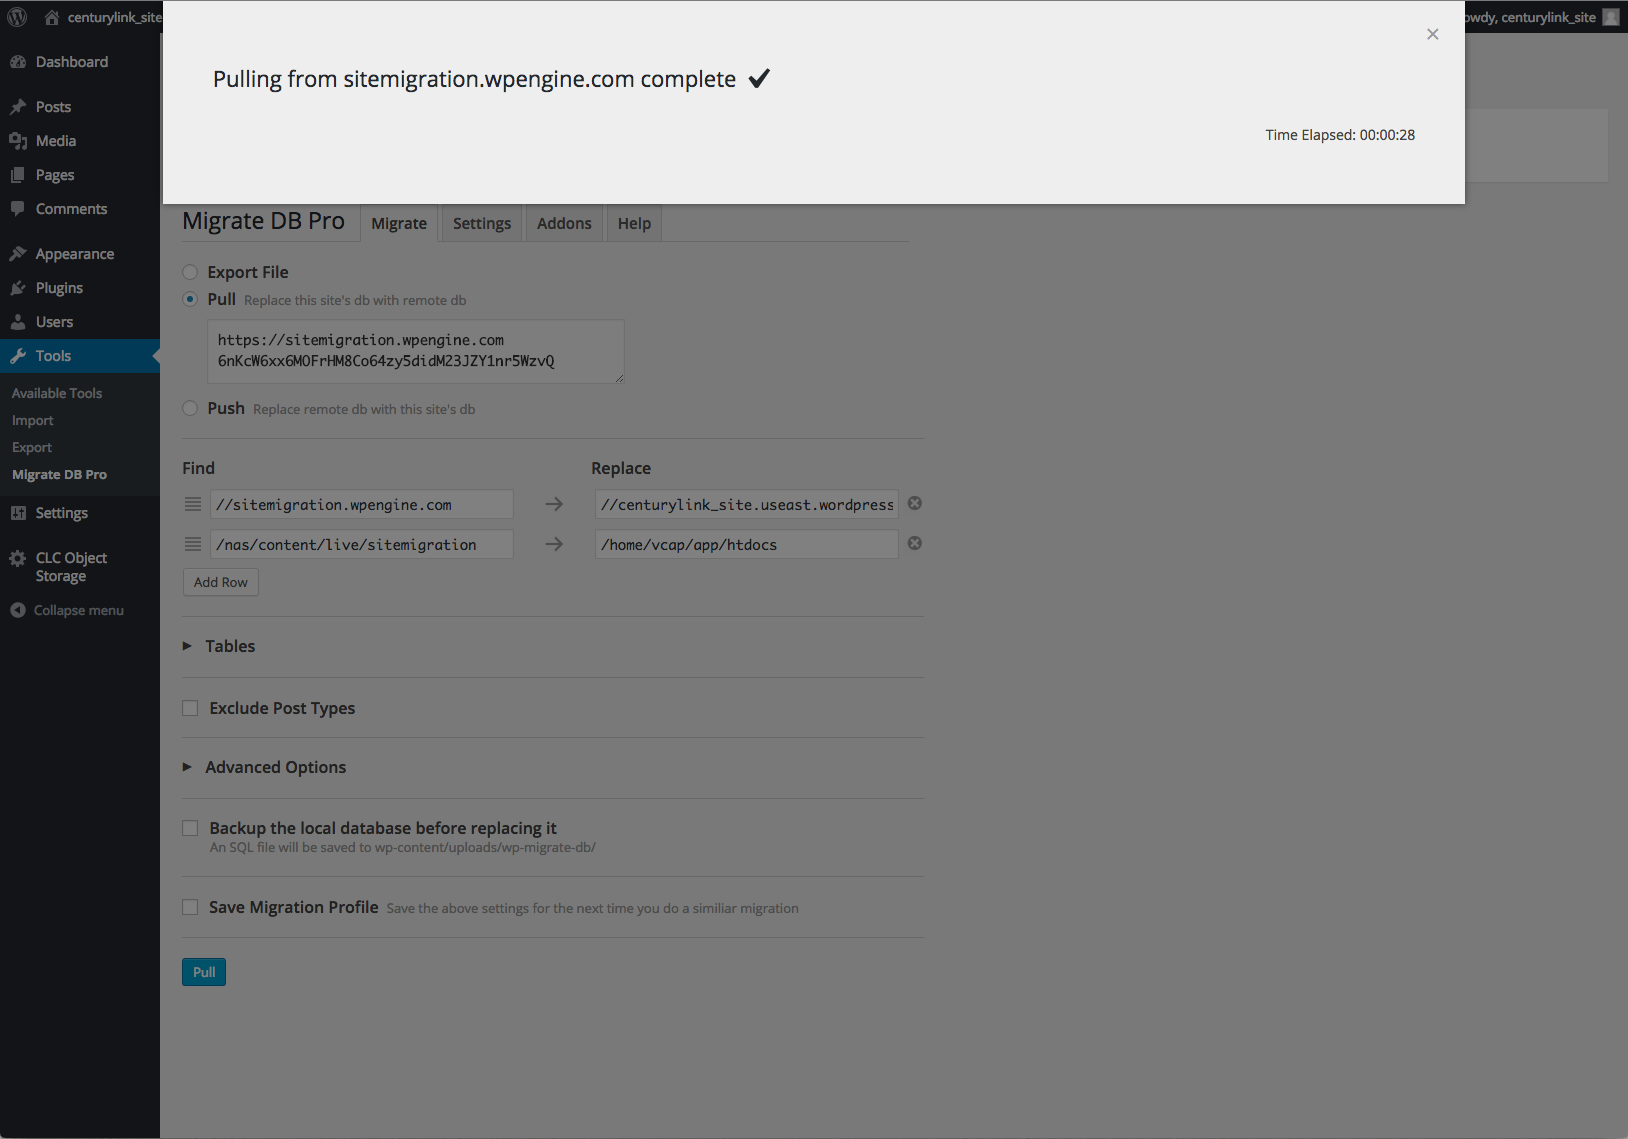 centurylink_site
owdy, centurylink_site
Pulling from sitemigration.wpengine.com complete
Time Elapsed: 00:00:28
Dashboard
Posts
Media
Pages
Comments
Appearance
Plugins
Users
Tools
Available Tools
Import
Export
Migrate DB Pro
Settings
CLC Object
Storage
Collapse menu
Migrate DB Pro
Migrate
Settings
Addons
Help
Export File
Pull Replace this site's db with remote db
https://sitemigration.wpengine.com
6nKcW6xx6MOFrHM8Co64zy5didM23JZY1nr5WzvQ
Push Replace remote db with this site's db
Find Replace
//sitemigration.wpengine.com //centurylink_site.useast.wordpress
/nas/content/live/sitemigration /home/vcap/app/htdocs
Add Row
Tables
Exclude Post Types
Advanced Options
Backup the local database before replacing it
An SQL file will be saved to wp-content/uploads/wp-migrate-db/
Save Migration Profile Save the above settings for the next time you do a similiar migration
Pull